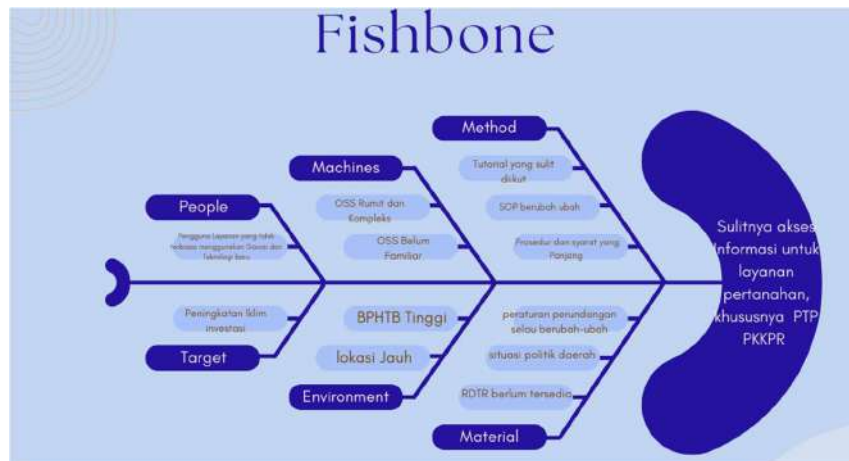 Fishbone
Method
Tutorial yang sulit
diikut
SOP berubah ubah
Prosedur dan syarat yang
Panjang
Machines
OSS Rumit dan
Kompleks
OSS Belum
Familiar
People
Pengguna Layanan yang tidak
terbiasa menggunakan Gawai dan
Teknologi baru
Sulitnya akses
Informasi untuk
layanan
pertanahan,
khususnya PTP
PKKPR
Peningkatan Iklim
investasi
Target
BPHTB Tinggi
lokasi Jauh
Environment
peraturan perundangan
selau berubah-ubah
situasi politik daerah
RDTR berlum tersedia
Material